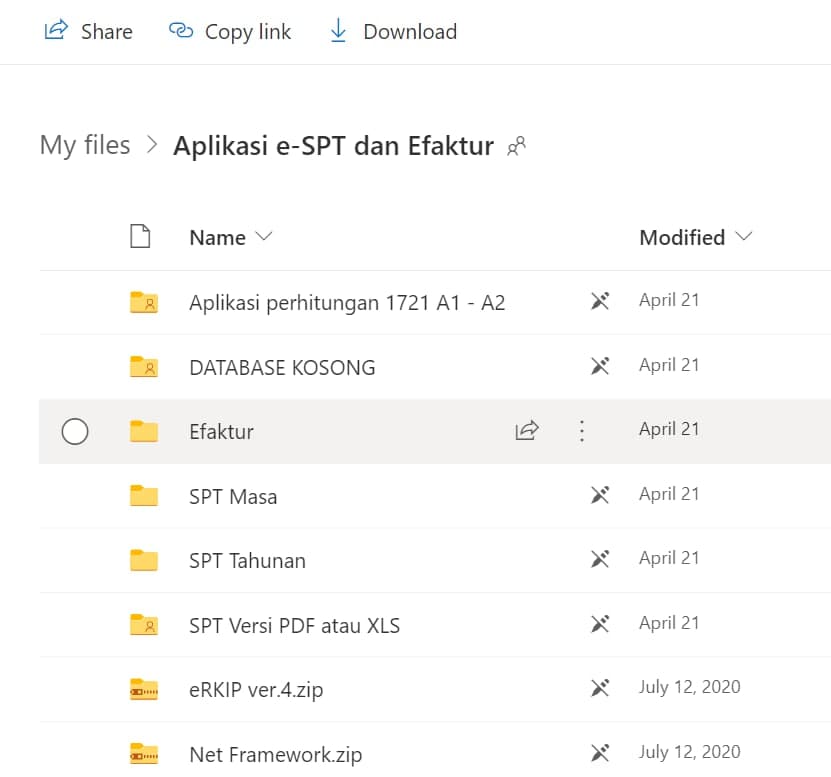 Share Copy link Download
My files > Aplikasi e-SPT dan Efaktur
Name Modified
Aplikasi perhitungan 1721 A1 - A2 April 21
DATABASE KOSONG April 21
Efaktur April 21
SPT Masa April 21
SPT Tahunan April 21
SPT Versi PDF atau XLS April 21
eRKIP ver.4.zip July 12, 2020
Net Framework.zip July 12, 2020